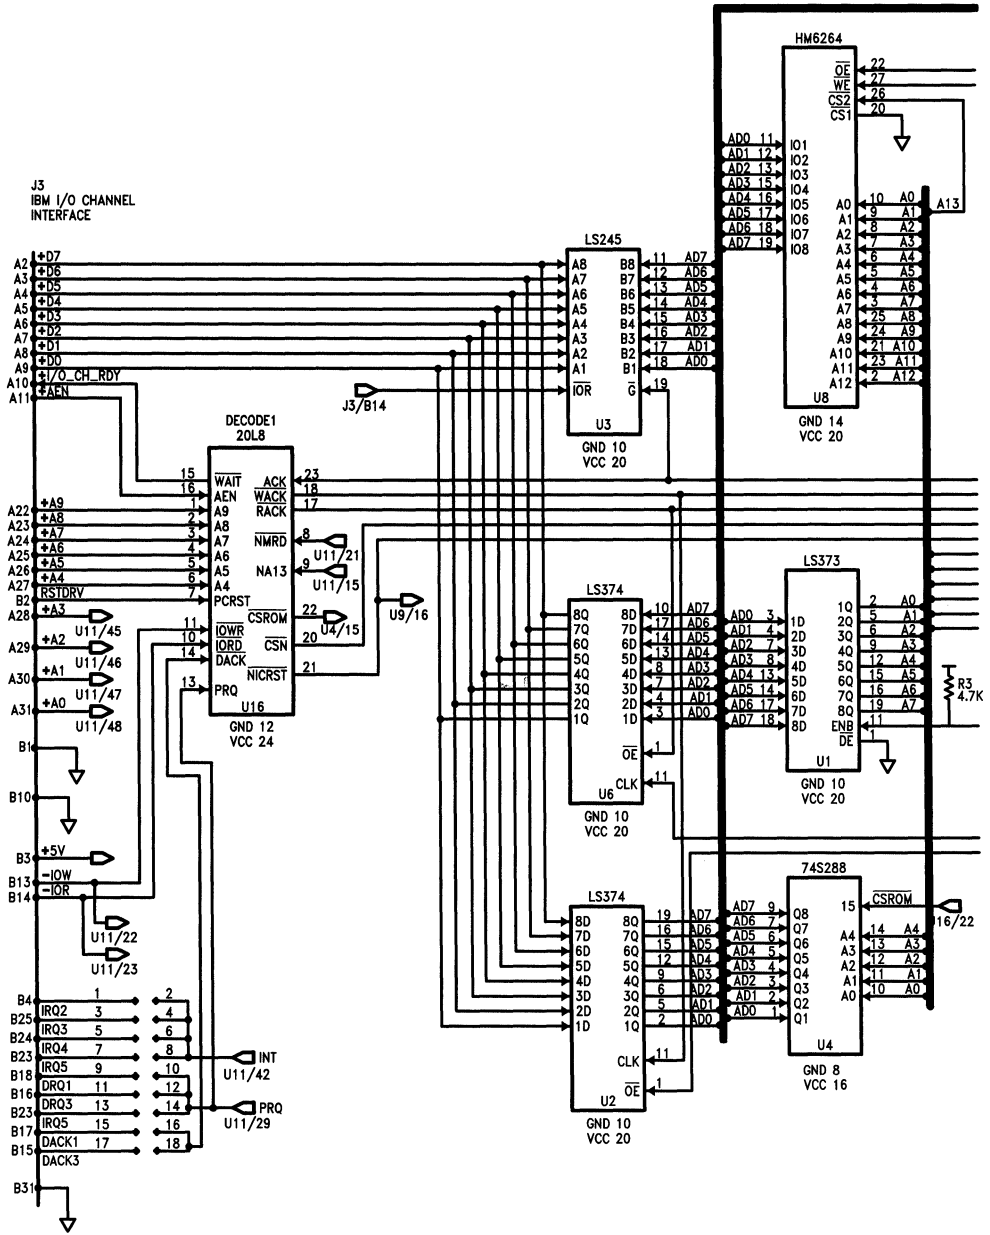 HM6264
OE 22
WE 27
CS2 26
CS1 20
AD0 11 IO1
AD1 12 IO2
AD2 13 IO3
AD3 15 IO4
AD4 16 IO5
AD5 17 IO6
AD6 18 IO7
AD7 19 IO8
A0 10 A0
A1 9 A1
A2 8 A2
A3 7 A3
A4 6 A4
A5 5 A5
A6 4 A6
A7 3 A7
A8 25 A8
A9 24 A9
A10 21 A10
A11 23 A11
A12 2 A12
A13
U8
GND 14
VCC 20
J3
IBM I/O CHANNEL
INTERFACE
A2 +D7
A3 +D6
A4 +D5
A5 +D4
A6 +D3
A7 +D2
A8 +D1
A9 +D0
A10 +I/O_CH_RDY
A11 +AEN
LS245
A8 B8 11 AD7
A7 B7 12 AD6
A6 B6 13 AD5
A5 B5 14 AD4
A4 B4 15 AD3
A3 B3 16 AD2
A2 B2 17 AD1
A1 B1 18 AD0
J3/B14
IOR G 19
U3
GND 10
VCC 20
DECODE1
20L8
15 WAIT ACK 23
16 AEN WACK 18
1 A9 RACK 17
2 A8
3 A7 NMRD 8 U11/21
4 A6
5 A5 NA13 9 U11/15
6 A4
7 PCRST
CSROM 22 U4/15
11 IOWR
10 IORD CSN 20
14 DACK
NICRST 21
13 PRQ
U9/16
U16
GND 12
VCC 24
A22 +A9
A23 +A8
A24 +A7
A25 +A6
A26 +A5
A27 +A4
B2 RSTDRV
A28 +A3
U11/45
A29 +A2
U11/46
A30 +A1
U11/47
A31 +A0
U11/48
B1
B10
B3 +5V
B13 -IOW
B14 -IOR
U11/22
U11/23
LS374
8Q 8D 10 AD7
7Q 7D 17 AD6
6Q 6D 14 AD5
5Q 5D 13 AD4
4Q 4D 8 AD3
3Q 3D 7 AD2
2Q 2D 4 AD1
1Q 1D 3 AD0
OE 1
CLK 11
U6
GND 10
VCC 20
LS373
AD0 3 1D 1Q 2 A0
AD1 4 2D 2Q 5 A1
AD2 7 3D 3Q 6 A2
AD3 8 4D 4Q 9 A3
AD4 13 5D 5Q 12 A4
AD5 14 6D 6Q 15 A5
AD6 17 7D 7Q 16 A6
AD7 18 8D 8Q 19 A7
ENB 11
DE 1
U1
GND 10
VCC 20
R3
4.7K
LS374
8D 8Q 19 AD7
7D 7Q 16 AD6
6D 6Q 15 AD5
5D 5Q 12 AD4
4D 4Q 9 AD3
3D 3Q 6 AD2
2D 2Q 5 AD1
1D 1Q 2 AD0
CLK 11
OE 1
U2
GND 10
VCC 20
74S288
15 CSROM
U16/22
AD7 9 Q8
AD6 7 Q7
AD5 6 Q6
AD4 5 Q5
AD3 4 Q4
AD2 3 Q3
AD1 2 Q2
AD0 1 Q1
A4 14 A4
A3 13 A3
A2 12 A2
A1 11 A1
A0 10 A0
U4
GND 8
VCC 16
B4 1 2
IRQ2
B25 3 4
IRQ3
B24 5 6
IRQ4
B23 7 8
IRQ5
B18 9 10
DRQ1
B16 11 12
DRQ3
B23 13 14
IRQ5
B17 15 16
DACK1
B15 17 18
DACK3
INT
U11/42
PRQ
U11/29
B31